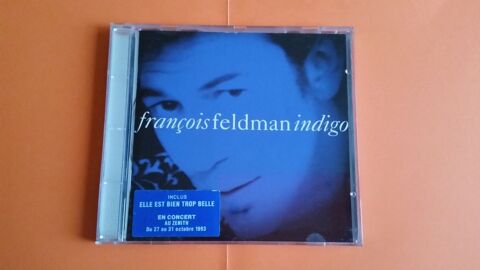 françoisfeldmanindigo
INCLUS
ELLE EST BIEN TROP BELLE
EN CONCERT
AU ZENITH
Du 27 au 31 octobre 1993